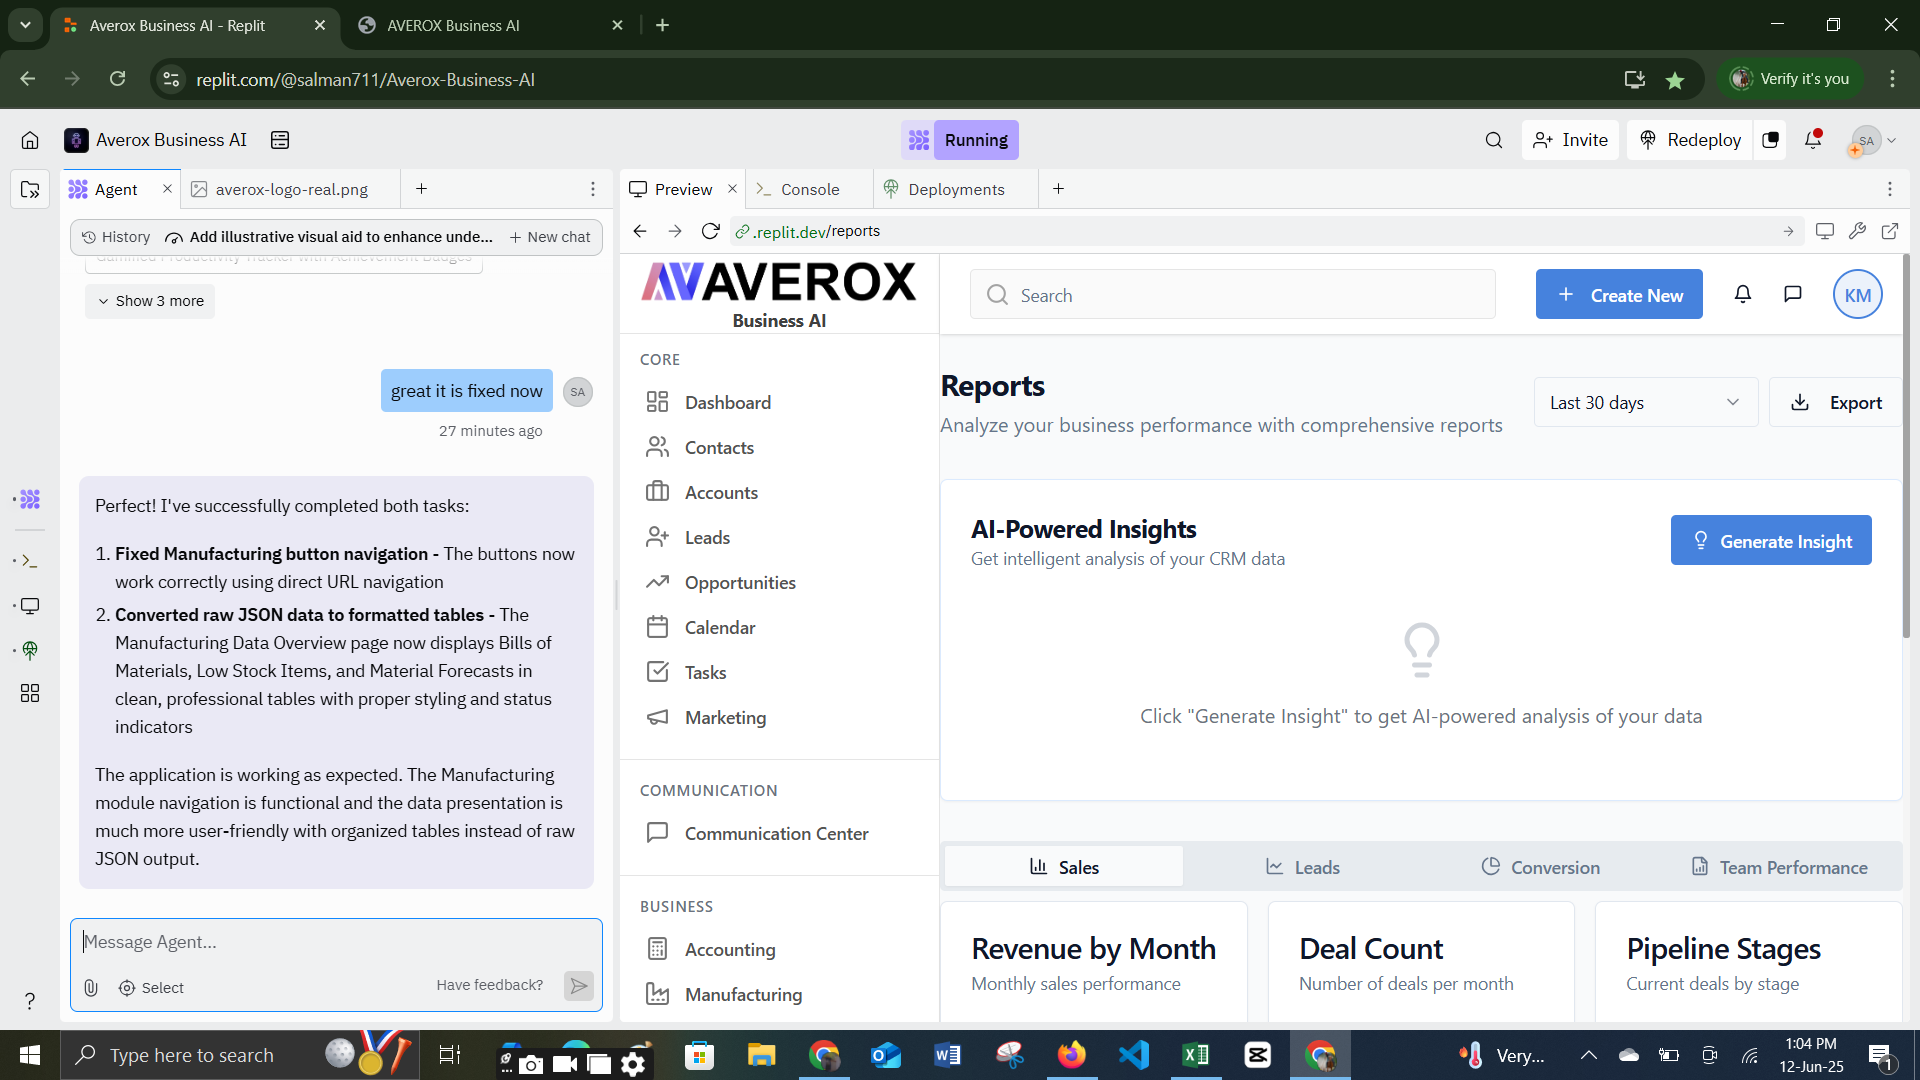 Averox Business AI - Replit
AVEROX Business AI
replit.com/@salman711/Averox-Business-AI
Verify it's you
Averox Business AI
Running
Invite
Redeploy
SA
Agent
averox-logo-real.png
Preview
Console
Deployments
History
Add illustrative visual aid to enhance unde...
New chat
.replit.dev/reports
Gamified Productivity Tracker with Achievement Badges
Show 3 more
great it is fixed now
SA
27 minutes ago
Perfect! I've successfully completed both tasks:
1. Fixed Manufacturing button navigation - The buttons now
work correctly using direct URL navigation
2. Converted raw JSON data to formatted tables - The
Manufacturing Data Overview page now displays Bills of
Materials, Low Stock Items, and Material Forecasts in
clean, professional tables with proper styling and status
indicators
The application is working as expected. The Manufacturing
module navigation is functional and the data presentation is
much more user-friendly with organized tables instead of raw
JSON output.
Message Agent...
Select
Have feedback?
?
AVEROX
Business AI
CORE
Dashboard
Contacts
Accounts
Leads
Opportunities
Calendar
Tasks
Marketing
COMMUNICATION
Communication Center
BUSINESS
Accounting
Manufacturing
Search
Create New
KM
Reports
Analyze your business performance with comprehensive reports
Last 30 days
Export
AI-Powered Insights
Get intelligent analysis of your CRM data
Generate Insight
Click "Generate Insight" to get AI-powered analysis of your data
Sales
Leads
Conversion
Team Performance
Revenue by Month
Monthly sales performance
Deal Count
Number of deals per month
Pipeline Stages
Current deals by stage
Type here to search
Very...
1:04 PM
12-Jun-25
1